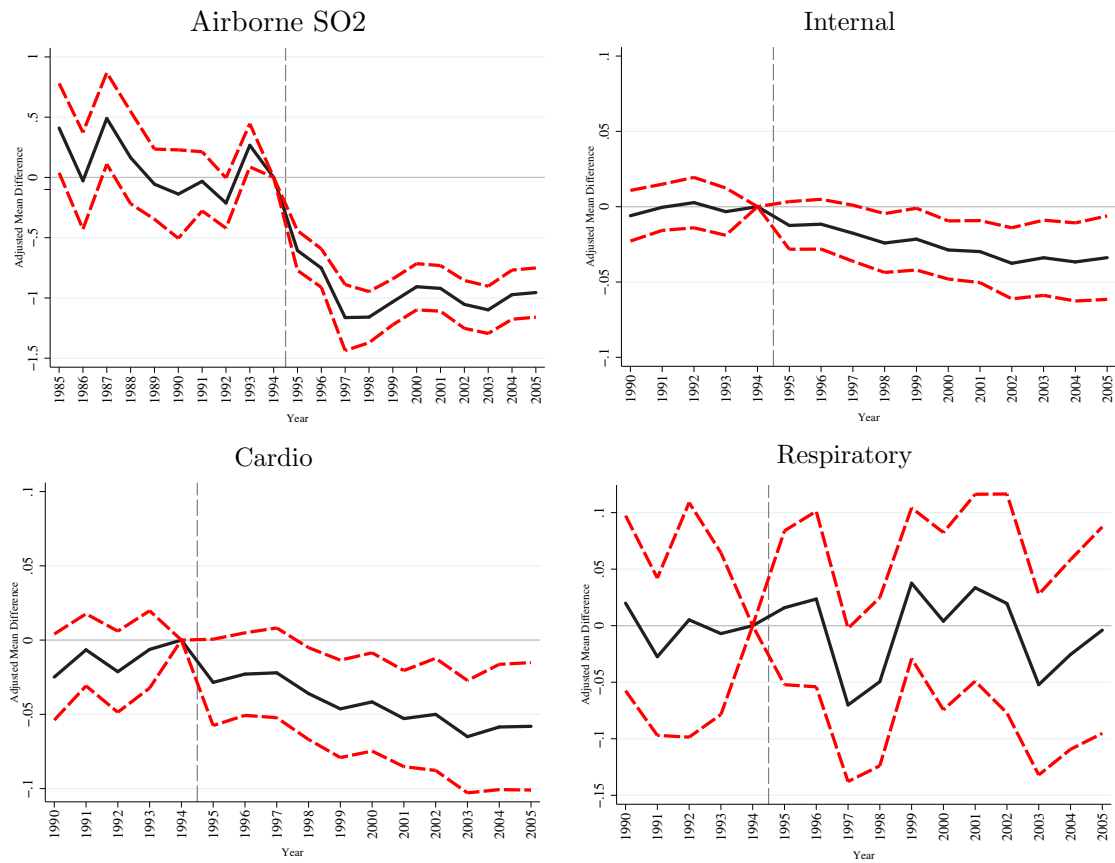 Airborne SO2
Adjusted Mean Difference
1
.5
0
-.5
-1
-1.5
1985 1986 1987 1988 1989 1990 1991 1992 1993 1994 1995 1996 1997 1998 1999 2000 2001 2002 2003 2004 2005
Year
Internal
Adjusted Mean Difference
.1
.05
0
-.05
-.1
1990 1991 1992 1993 1994 1995 1996 1997 1998 1999 2000 2001 2002 2003 2004 2005
Year
Cardio
Adjusted Mean Difference
.1
.05
0
-.05
-.1
1990 1991 1992 1993 1994 1995 1996 1997 1998 1999 2000 2001 2002 2003 2004 2005
Year
Respiratory
Adjusted Mean Difference
.1
.05
0
-.05
-.1
-.15
1990 1991 1992 1993 1994 1995 1996 1997 1998 1999 2000 2001 2002 2003 2004 2005
Year